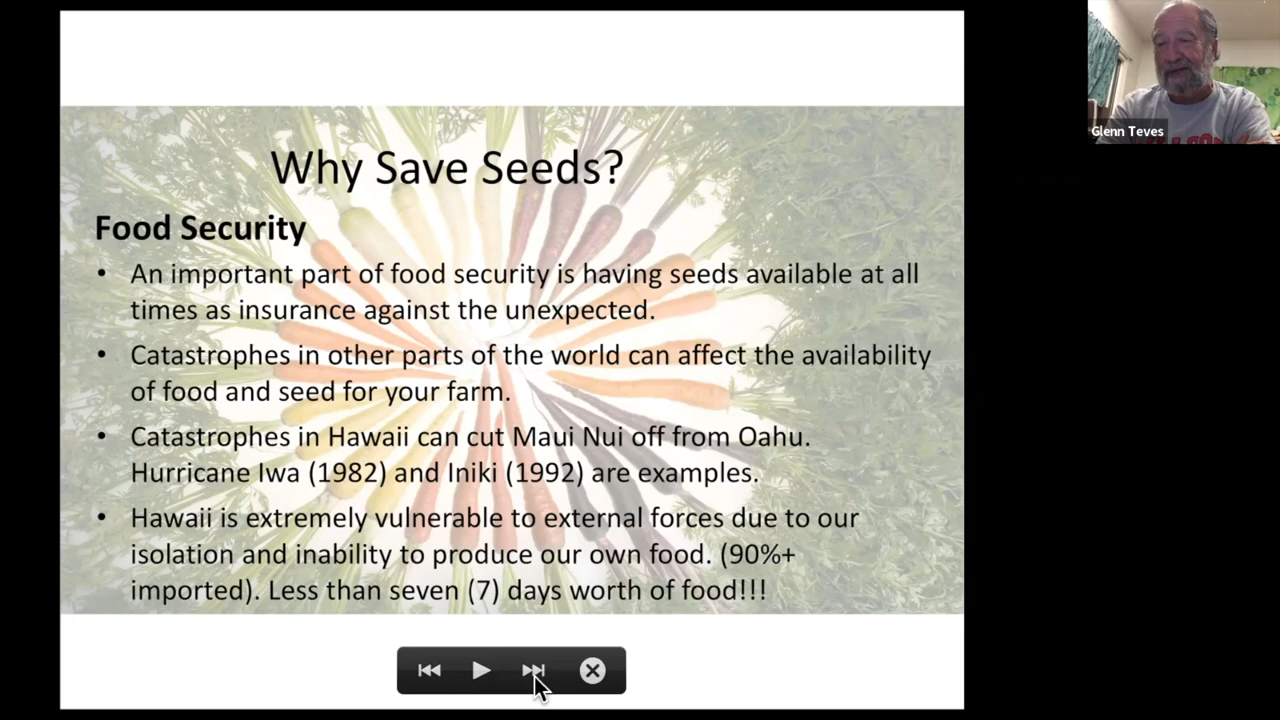 Why Save Seeds?
Food Security
• An important part of food security is having seeds available at all
times as insurance against the unexpected.
• Catastrophes in other parts of the world can affect the availability
of food and seed for your farm.
• Catastrophes in Hawaii can cut Maui Nui off from Oahu.
Hurricane Iwa (1982) and Iniki (1992) are examples.
• Hawaii is extremely vulnerable to external forces due to our
isolation and inability to produce our own food. (90%+
imported). Less than seven (7) days worth of food!!!
Glenn Teves